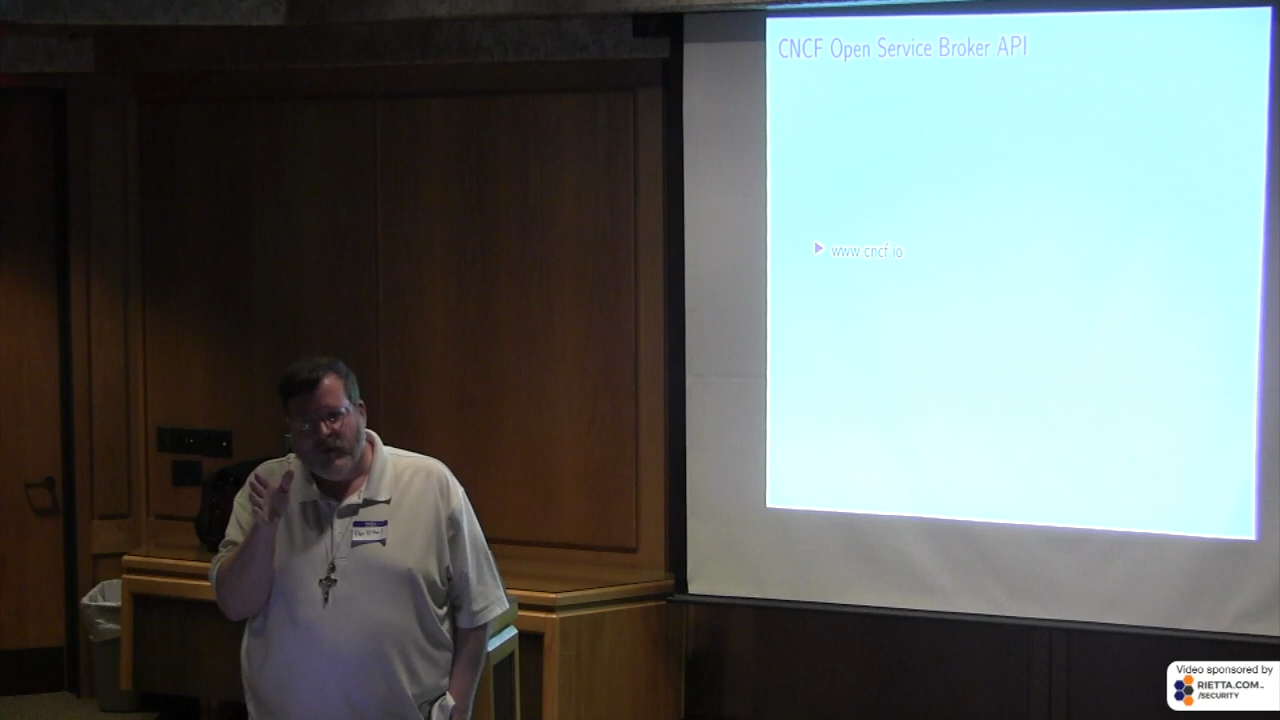 CNCF Open Service Broker API
www.cncf.io
Video sponsored by
RIETTA.COM
/SECURITY